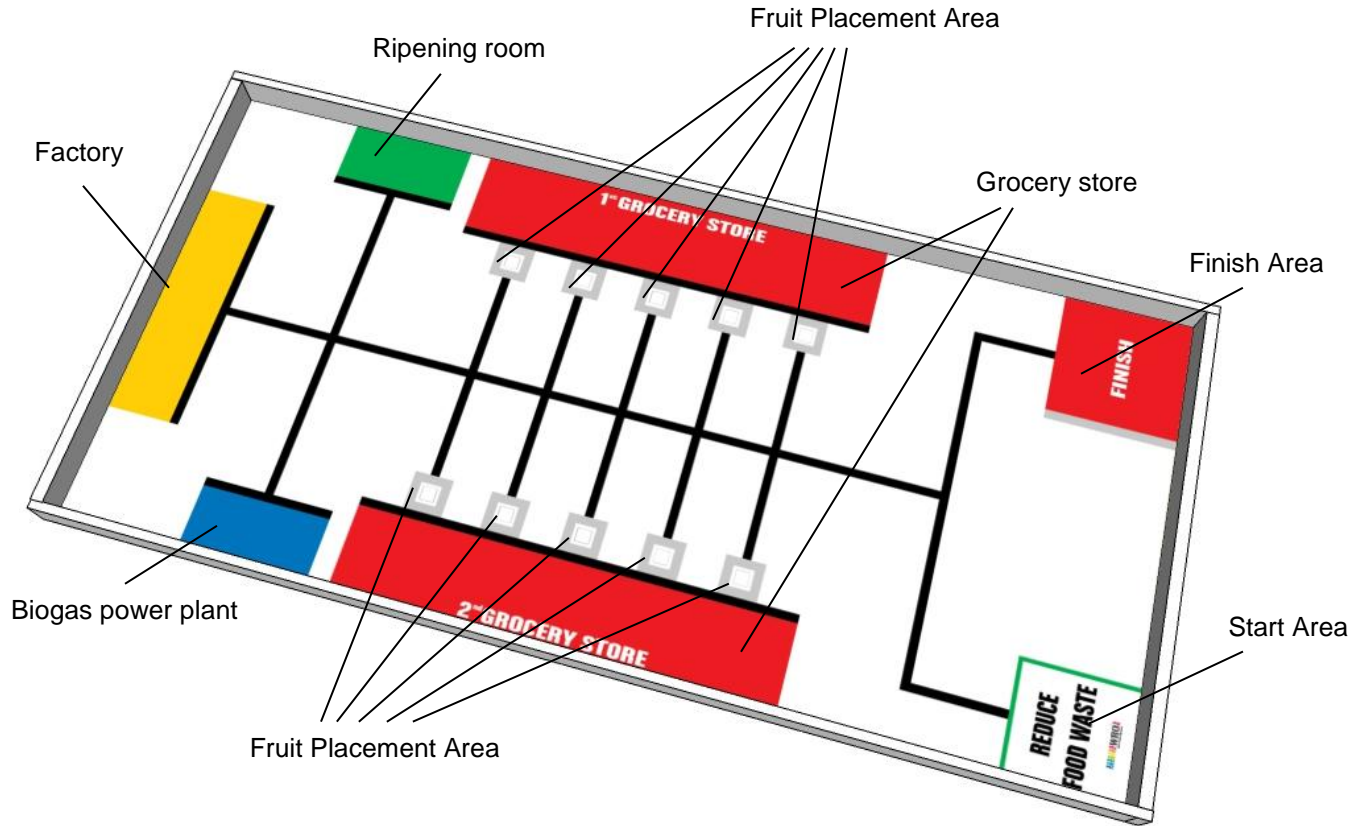 Fruit Placement Area
Ripening room
Factory
Grocery store
1st GROCERY STORE
Finish Area
FINISH
Biogas power plant
2nd GROCERY STORE
Start Area
REDUCE
FOOD WASTE
Fruit Placement Area